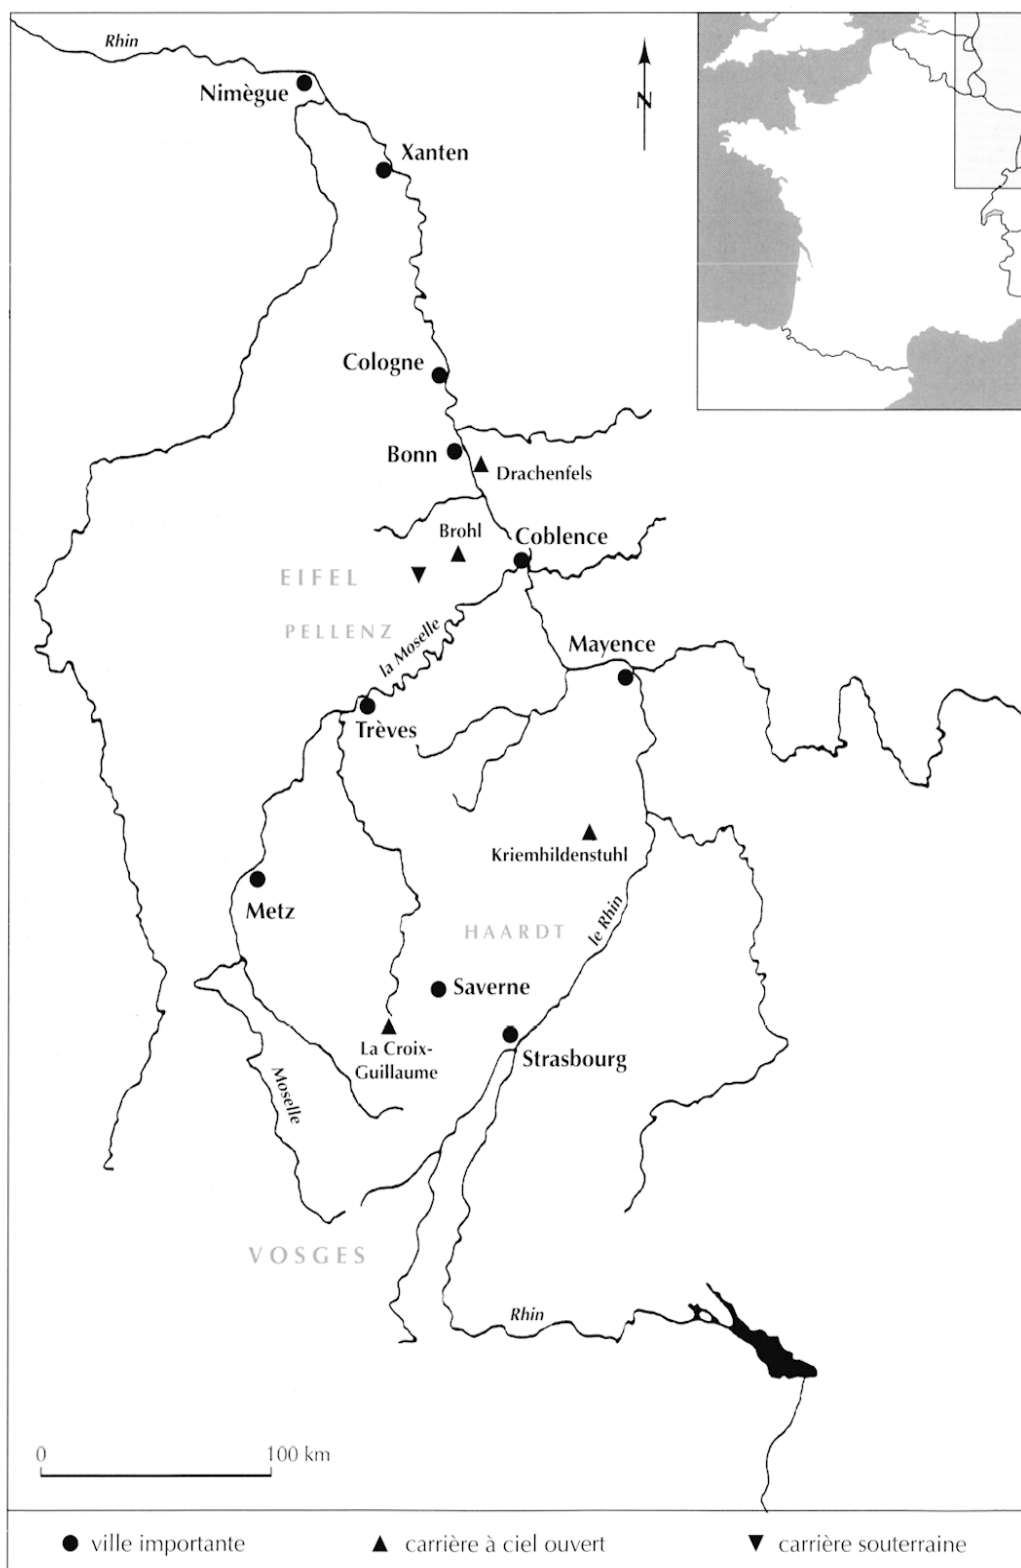 Rhin
Nimègue
N
Xanten
Cologne
Bonn
Drachenfels
Brohl
Coblence
EIFEL
PELLENZ
la Moselle
Mayence
Trèves
Kriemhildenstuhl
Metz
le Rhin
HAARDT
Saverne
La Croix-
Guillaume
Strasbourg
Moselle
VOSGES
Rhin
0 100 km
ville importante carrière à ciel ouvert carrière souterraine